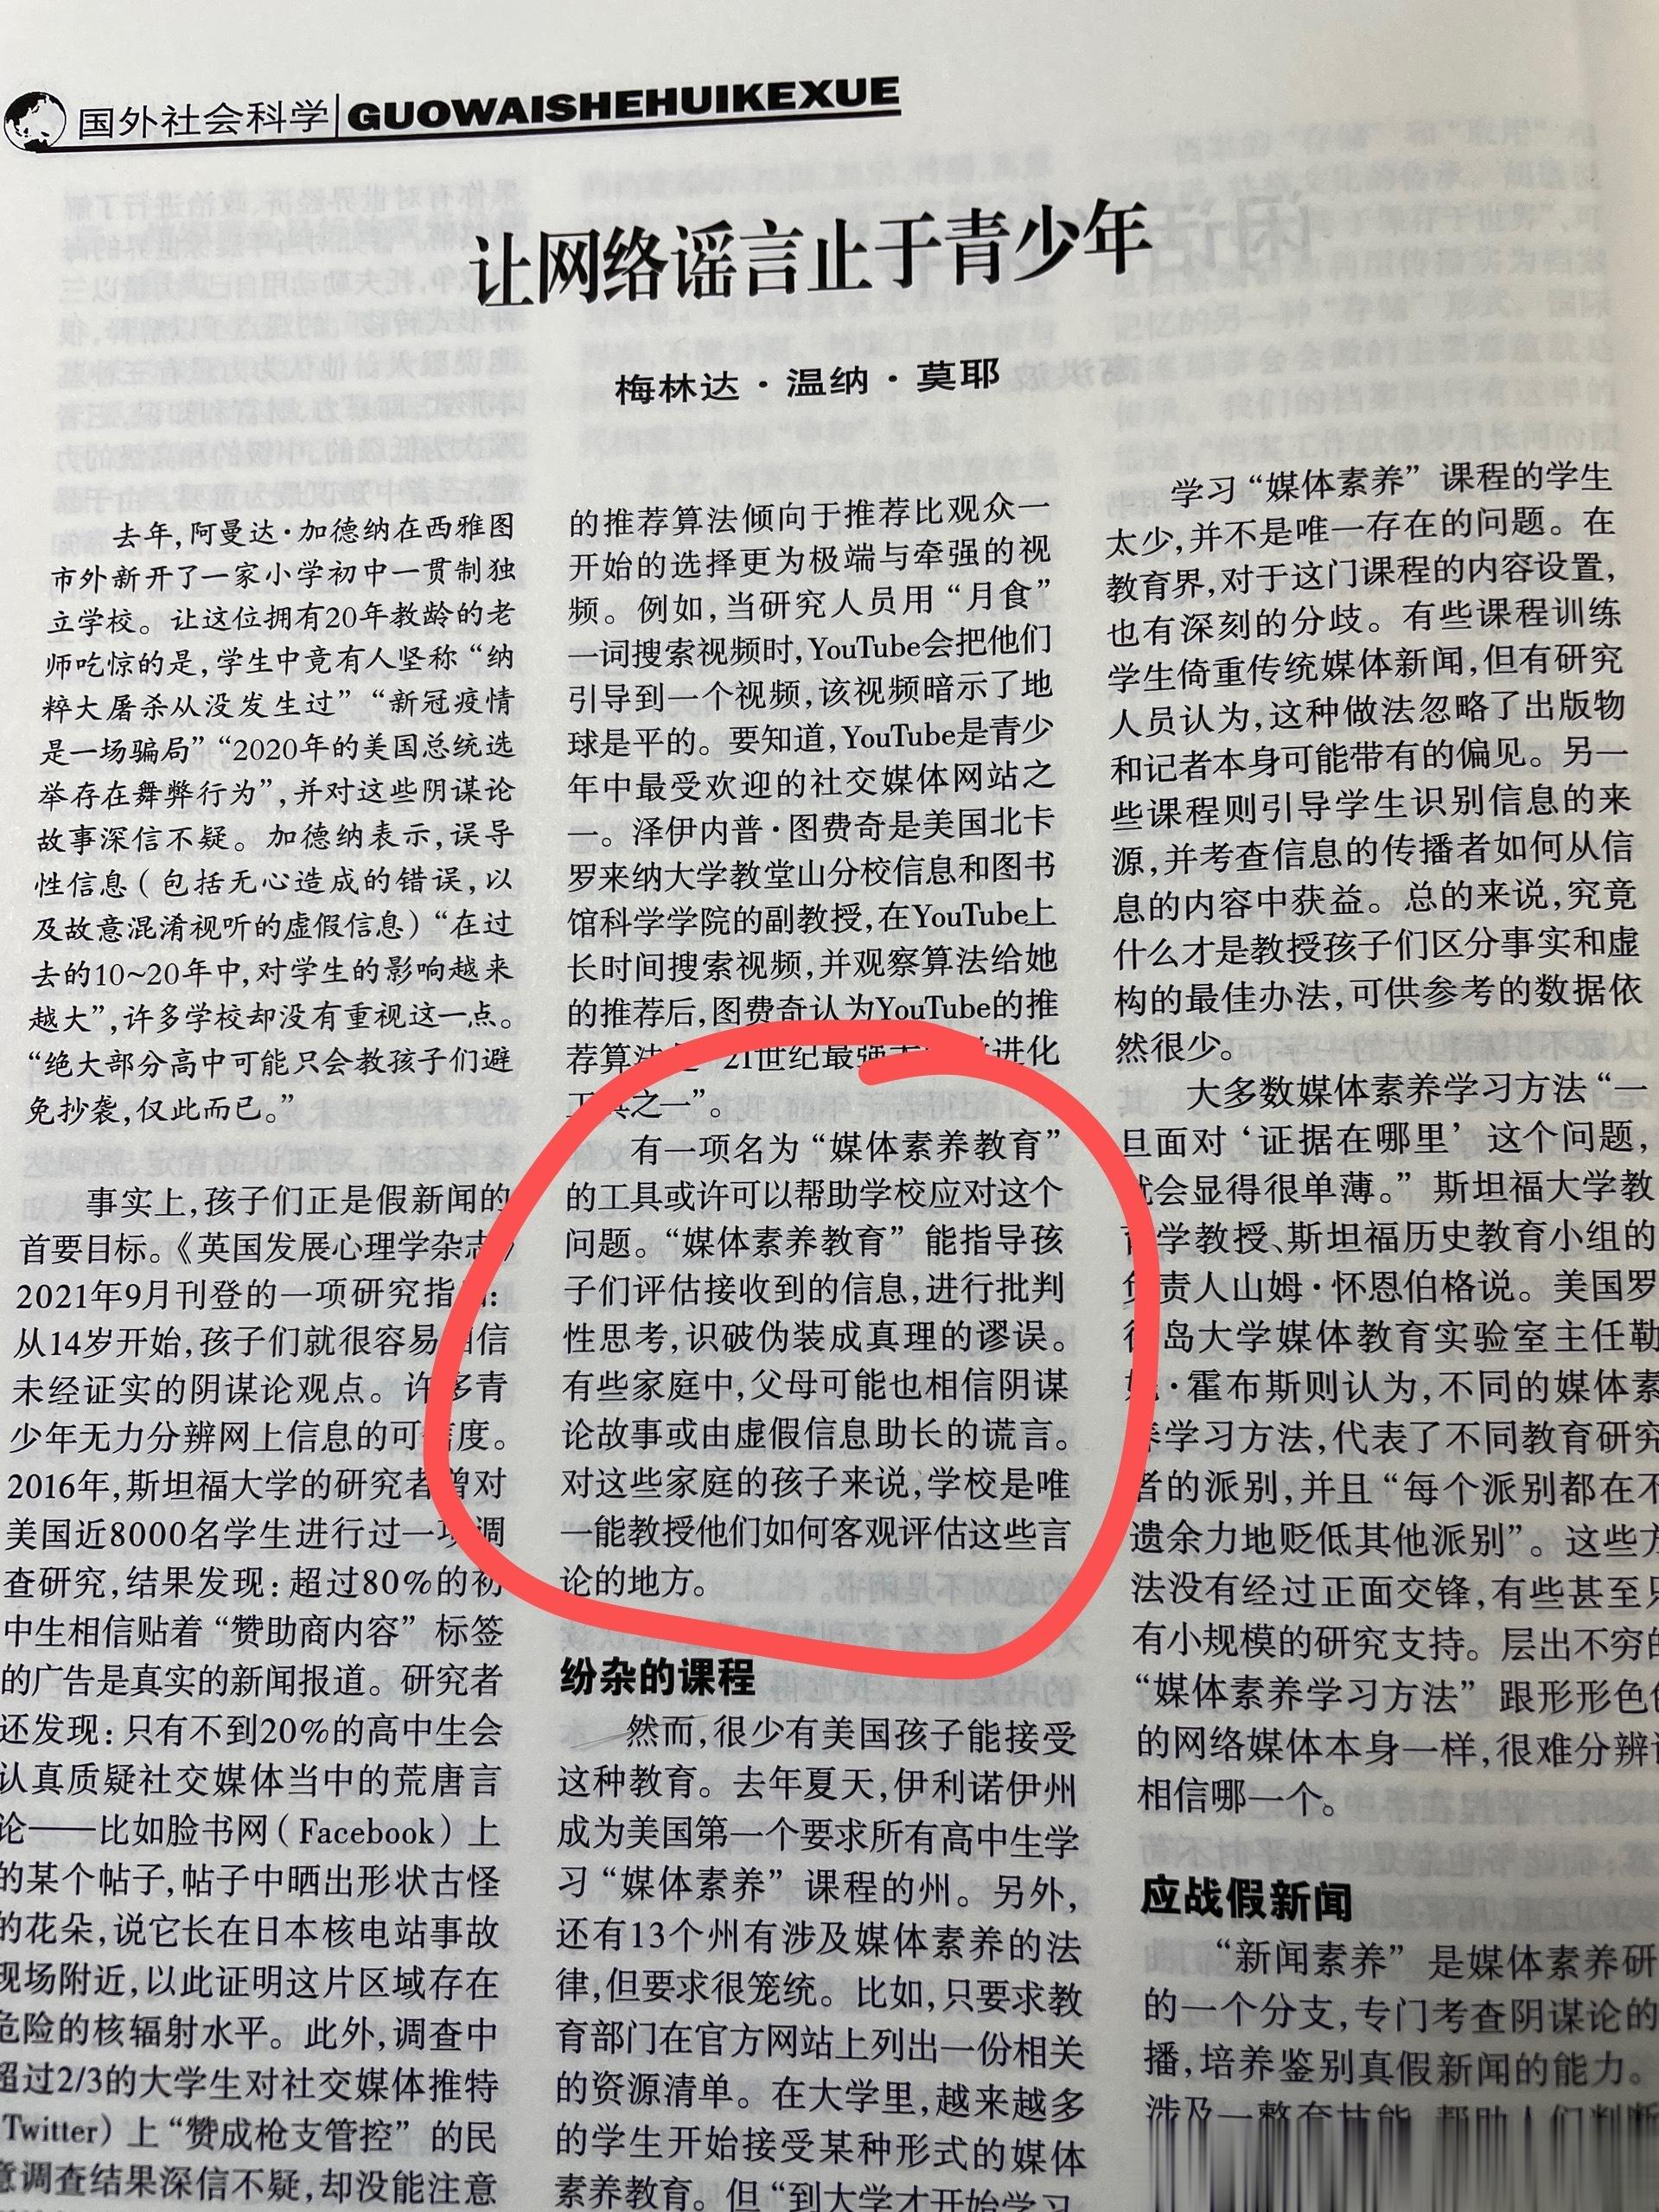 国外社会科学 GUOWAISHEHUIKEXUE
让网络谣言止于青少年
梅林达·温纳·莫耶
去年,阿曼达·加德纳在西雅图
市外新开了一家小学初中一贯制独
立学校。让这位拥有20年教龄的老
师吃惊的是,学生中竟有人坚称“纳
粹大屠杀从没发生过”“新冠疫情
是一场骗局”“2020年的美国总统选
举存在舞弊行为”,并对这些阴谋论
故事深信不疑。加德纳表示,误导
性信息(包括无心造成的错误,以
及故意混淆视听的虚假信息)“在过
去的10~20年中,对学生的影响越来
越大”,许多学校却没有重视这一点。
“绝大部分高中可能只会教孩子们避
免抄袭,仅此而已。”
事实上,孩子们正是假新闻的
首要目标。《英国发展心理学杂志》
2021年9月刊登的一项研究指:
从14岁开始,孩子们就很容易相信
未经证实的阴谋论观点。许多青
少年无力分辨网上信息的可信度。
2016年,斯坦福大学的研究者曾对
美国近8000名学生进行过一项调
查研究,结果发现:超过80%的初
中生相信贴着“赞助商内容”标签
的广告是真实的新闻报道。研究者
还发现:只有不到20%的高中生会
认真质疑社交媒体当中的荒唐言
论——比如脸书网(Facebook)上
的某个帖子,帖子中晒出形状古怪
的花朵,说它长在日本核电站事故
现场附近,以此证明这片区域存在
危险的核辐射水平。此外,调查中
超过2/3的大学生对社交媒体推特
Twitter)上“赞成枪支管控”的民
意调查结果深信不疑,却没能注意
的推荐算法倾向于推荐比观众一
开始的选择更为极端与牵强的视
频。例如,当研究人员用“月食”
一词搜索视频时,YouTube会把他们
引导到一个视频,该视频暗示了地
球是平的。要知道,YouTube是青少
年中最受欢迎的社交媒体网站之
一。泽伊内普·图费奇是美国北卡
罗来纳大学教堂山分校信息和图书
馆科学学院的副教授,在YouTube上
长时间搜索视频,并观察算法给她
的推荐后,图费奇认为YouTube的推
荐算法是“21世纪最强进化
工具之一”。
有一项名为“媒体素养教育”
的工具或许可以帮助学校应对这个
问题。“媒体素养教育”能指导孩
子们评估接收到的信息,进行批判
性思考,识破伪装成真理的谬误。
有些家庭中,父母可能也相信阴谋
论故事或由虚假信息助长的谎言。
对这些家庭的孩子来说,学校是唯
一能教授他们如何客观评估这些言
论的地方。
纷杂的课程
然而,很少有美国孩子能接受
这种教育。去年夏天,伊利诺伊州
成为美国第一个要求所有高中生学
习“媒体素养”课程的州。另外,
还有13个州有涉及媒体素养的法
律,但要求很笼统。比如,只要求教
育部门在官方网站上列出一份相关
的资源清单。在大学里,越来越多
的学生开始接受某种形式的媒体
素养教育。但“到大学才开始学习
学习“媒体素养”课程的学生
太少,并不是唯一存在的问题。在
教育界,对于这门课程的内容设置,
也有深刻的分歧。有些课程训练
学生倚重传统媒体新闻,但有研究
人员认为,这种做法忽略了出版物
和记者本身可能带有的偏见。另一
些课程则引导学生识别信息的来
源,并考查信息的传播者如何从信
息的内容中获益。总的来说,究竟
什么才是教授孩子们区分事实和虚
构的最佳办法,可供参考的数据依
然很少。
大多数媒体素养学习方法“一
旦面对‘证据在哪里’这个问题,
就会显得很单薄。”斯坦福大学教
育学教授、斯坦福历史教育小组的
负责人山姆·怀恩伯格说。美国罗
德岛大学媒体教育实验室主任勒
妮·霍布斯则认为,不同的媒体素
养学习方法,代表了不同教育研究
者的派别,并且“每个派别都在不
遗余力地贬低其他派别”。这些方
法没有经过正面交锋,有些甚至只
有小规模的研究支持。层出不穷的
“媒体素养学习方法”跟形形色色
的网络媒体本身一样,很难分辨该
相信哪一个。
应战假新闻
“新闻素养”是媒体素养研
的一个分支,专门考查阴谋论的
播,培养鉴别真假新闻的能力。
涉及一整套技能,帮助人们判断